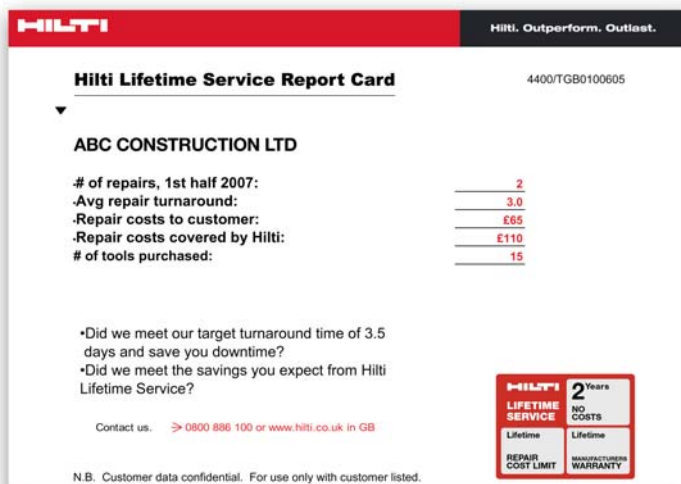 HILTI
Hilti. Outperform. Outlast.
Hilti Lifetime Service Report Card
4400/TGB0100605
ABC CONSTRUCTION LTD
# of repairs, 1st half 2007: 2
Avg repair turnaround: 3.0
Repair costs to customer: £65
Repair costs covered by Hilti: £110
# of tools purchased: 15
•Did we meet our target turnaround time of 3.5
days and save you downtime?
•Did we meet the savings you expect from Hilti
Lifetime Service?
Contact us. 0800 886 100 or www.hilti.co.uk in GB
HILTI
LIFETIME
SERVICE
2 Years
NO
COSTS
Lifetime
REPAIR
COST LIMIT
Lifetime
MANUFACTURERS
WARRANTY
N.B. Customer data confidential. For use only with customer listed.